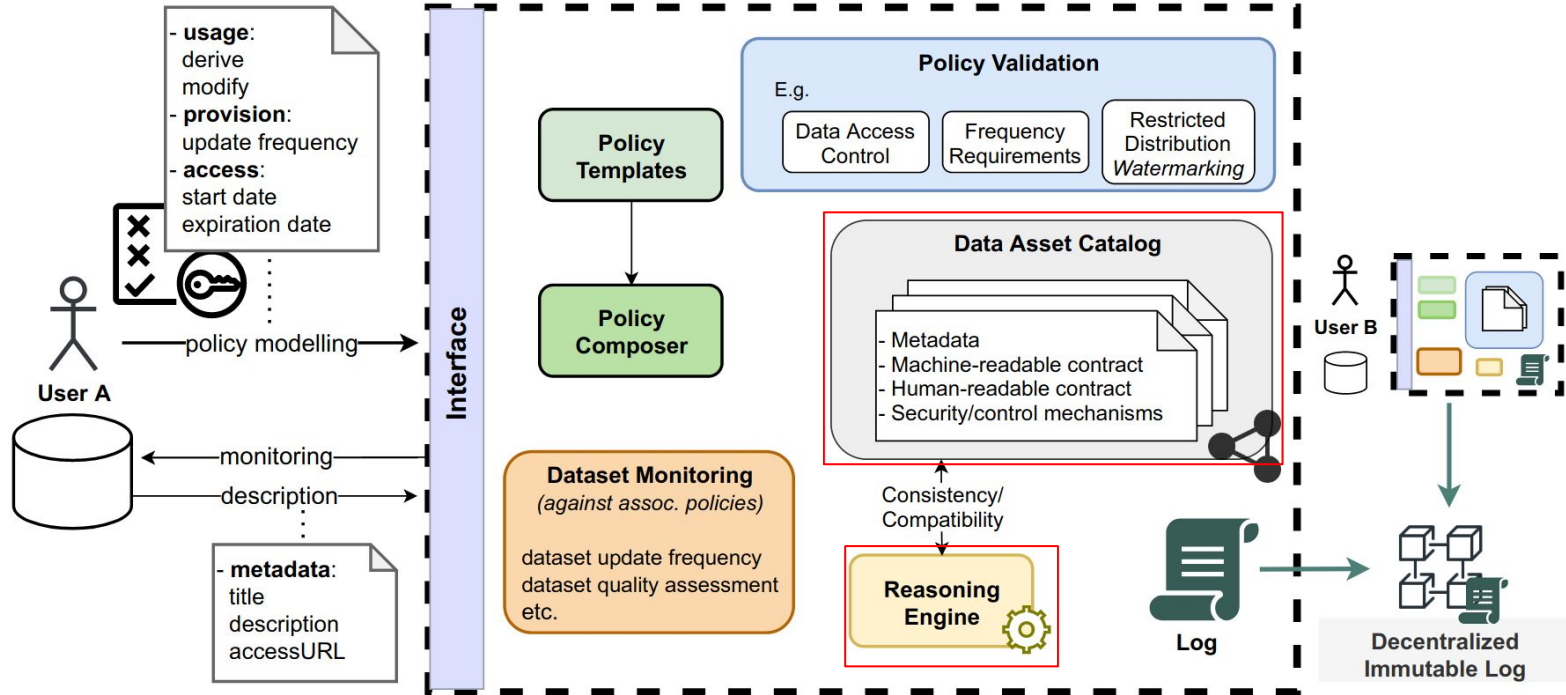 - usage:
derive
modify
- provision:
update frequency
- access:
start date
expiration date
User A
policy modelling
monitoring
description
- metadata:
title
description
accessURL
Interface
Policy
Templates
Policy
Composer
Dataset Monitoring
(against assoc. policies)
dataset update frequency
dataset quality assessment
etc.
Policy Validation
E.g.
Data Access
Control
Frequency
Requirements
Restricted
Distribution
Watermarking
Data Asset Catalog
- Metadata
- Machine-readable contract
- Human-readable contract
- Security/control mechanisms
Consistency/
Compatibility
Reasoning
Engine
Log
User B
Decentralized
Immutable Log